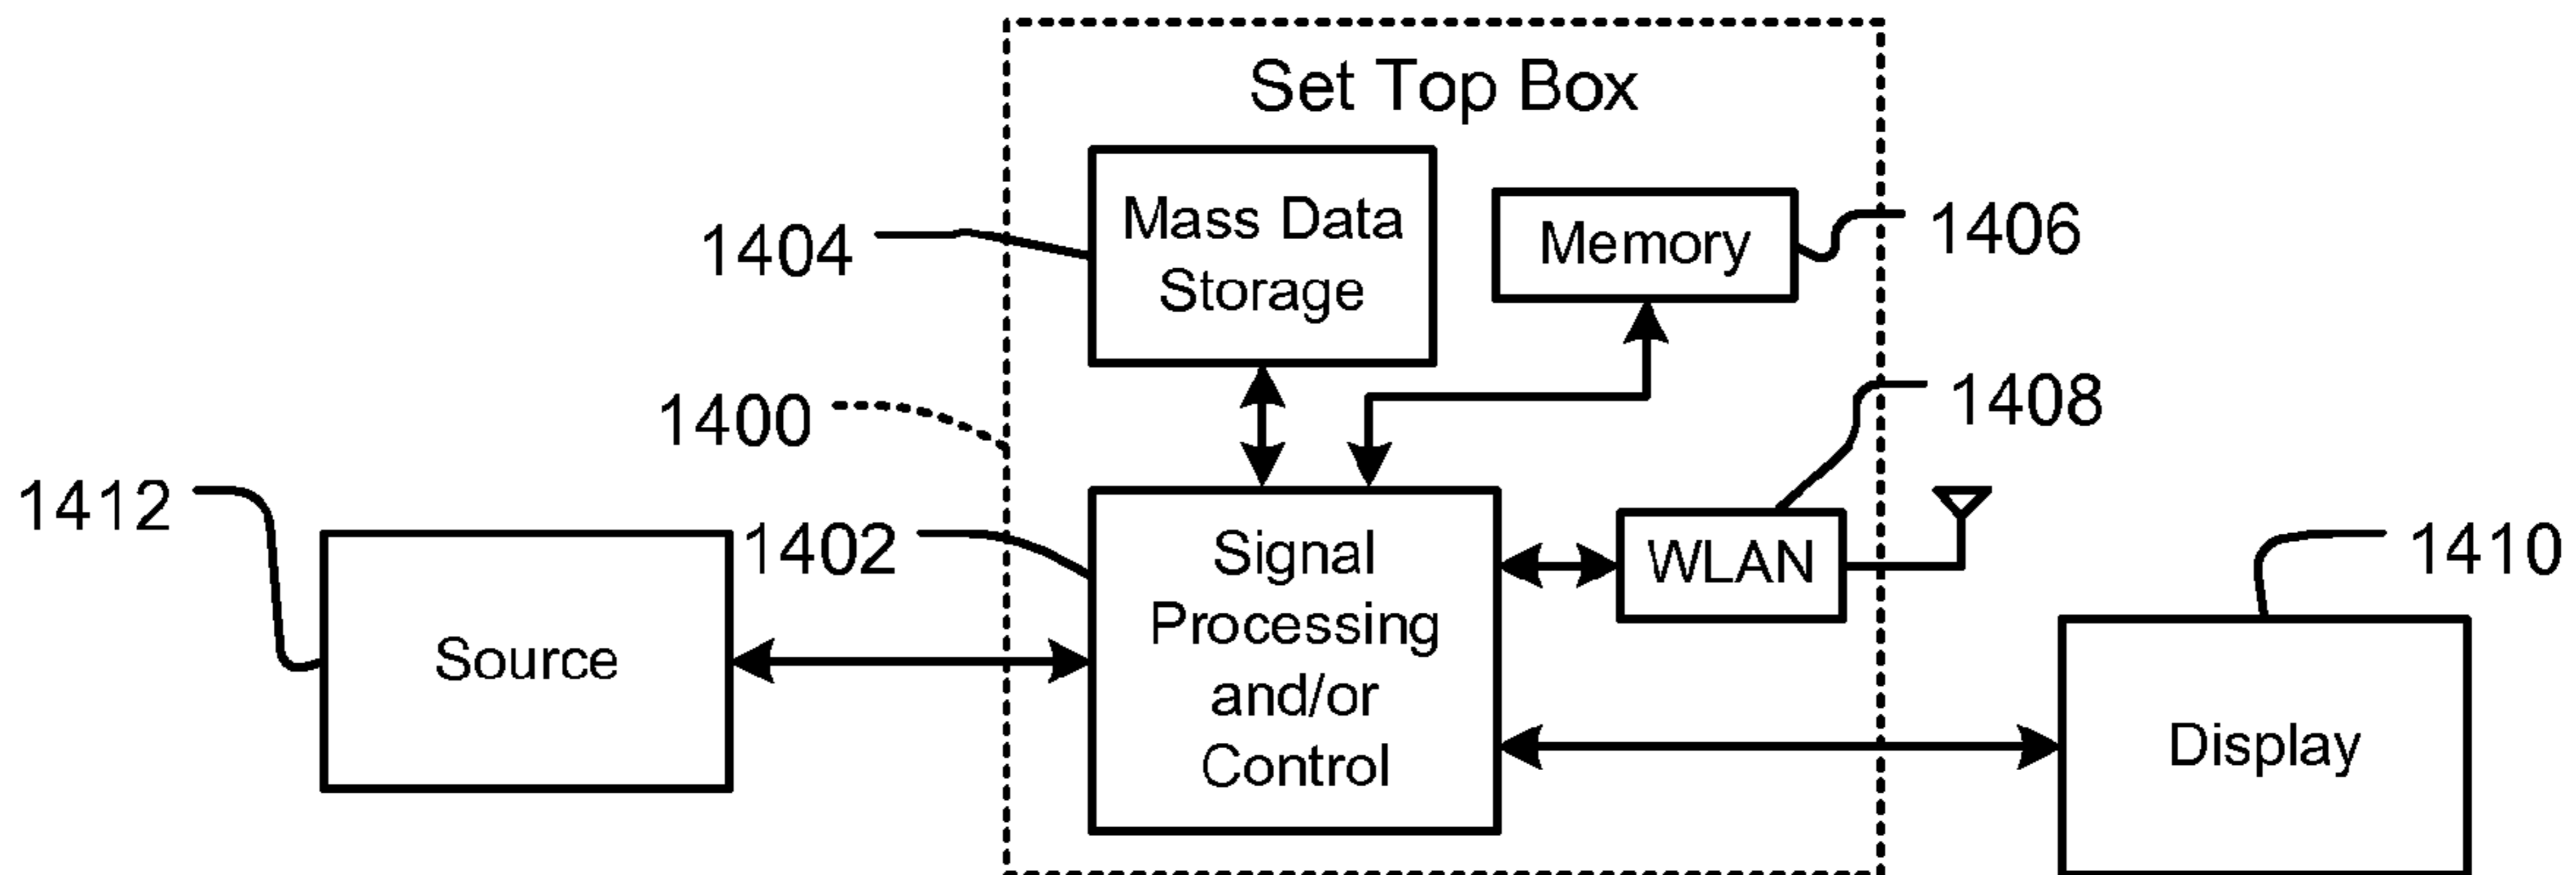 Set Top Box
Mass Data
Storage
Memory
1404
1406
1400
1408
1412
1402
Signal
Processing
and/or
Control
WLAN
1410
Source
Display